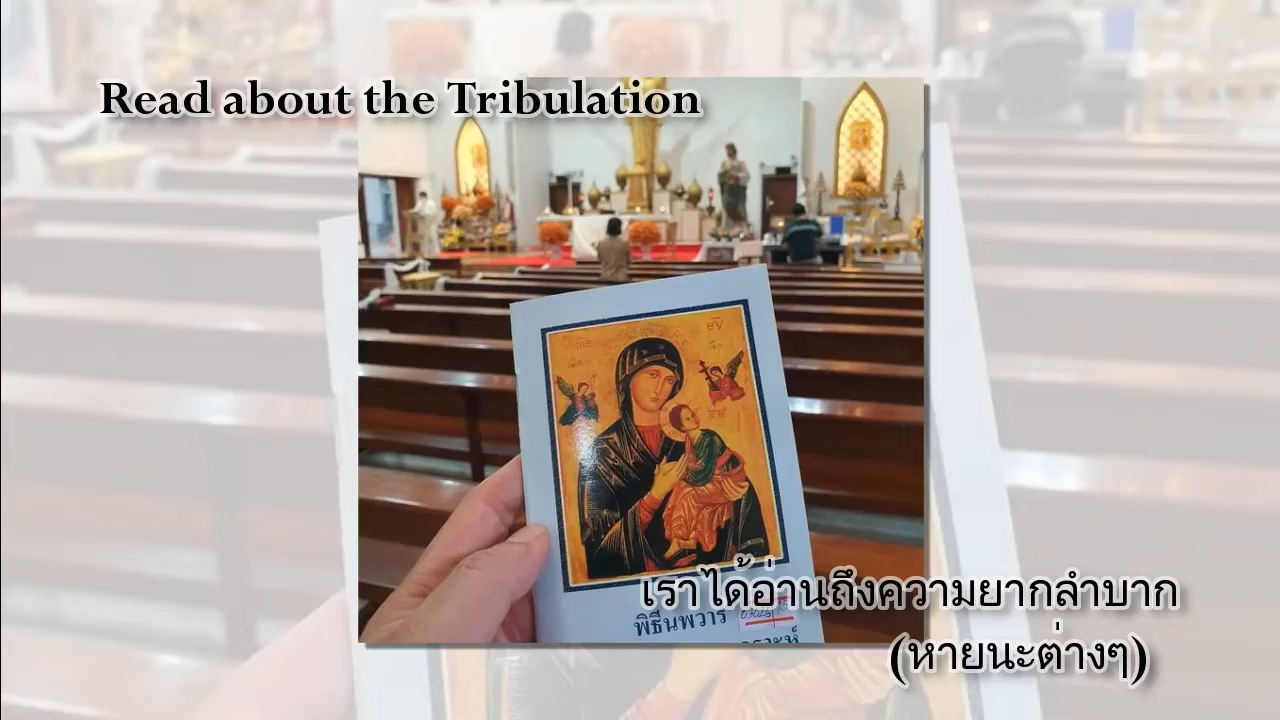 Read about the Tribulation
เราได้อ่านถึงความยากลำบาก
พิธีนพวาร
(หายนะต่างๆ)